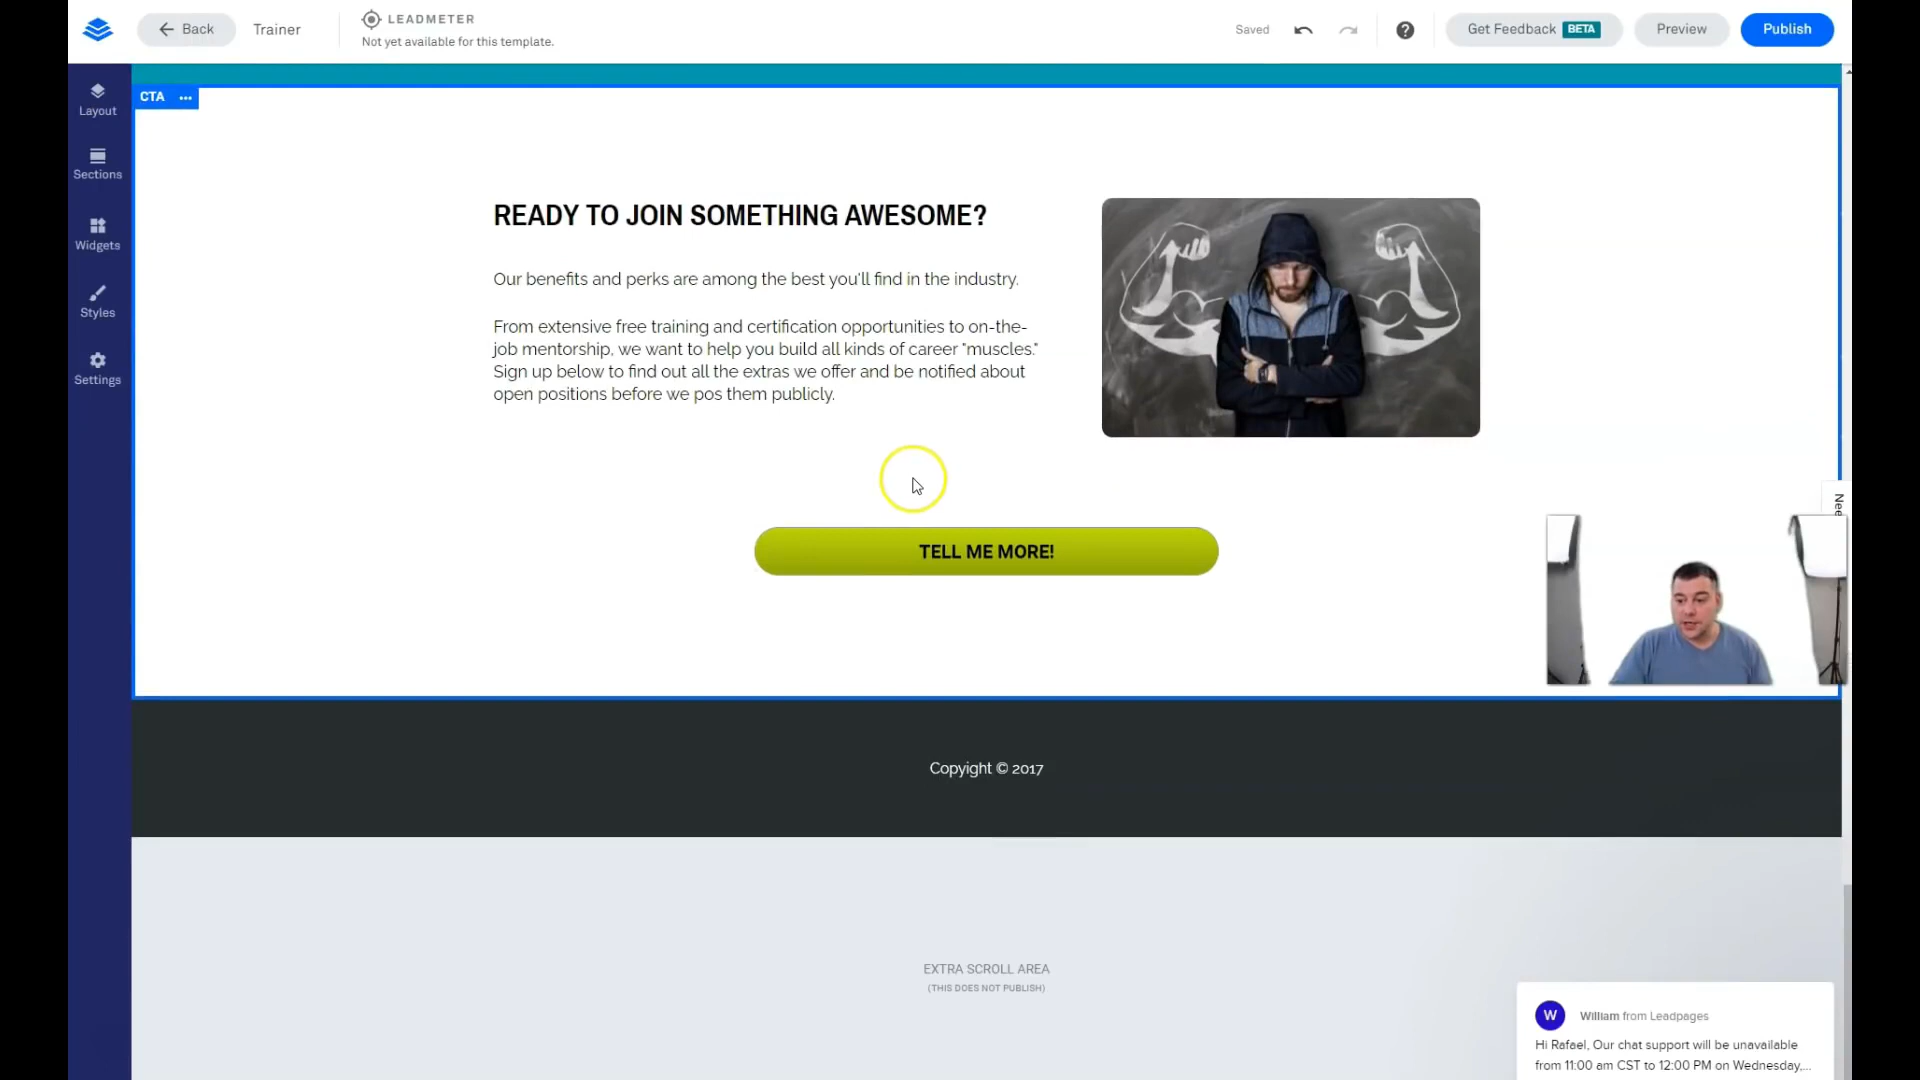 Back
Trainer
LEADMETER
Not yet available for this template.
Saved
?
Get Feedback BETA
Preview
Publish
Layout
Sections
Widgets
Styles
Settings
CTA ...
READY TO JOIN SOMETHING AWESOME?
Our benefits and perks are among the best you'll find in the industry.
From extensive free training and certification opportunities to on-the-
job mentorship, we want to help you build all kinds of career "muscles."
Sign up below to find out all the extras we offer and be notified about
open positions before we pos them publicly.
TELL ME MORE!
Nee
Copyight © 2017
EXTRA SCROLL AREA
(THIS DOES NOT PUBLISH)
W
William from Leadpages
Hi Rafael, Our chat support will be unavailable
from 11:00 am CST to 12:00 PM on Wednesday,...